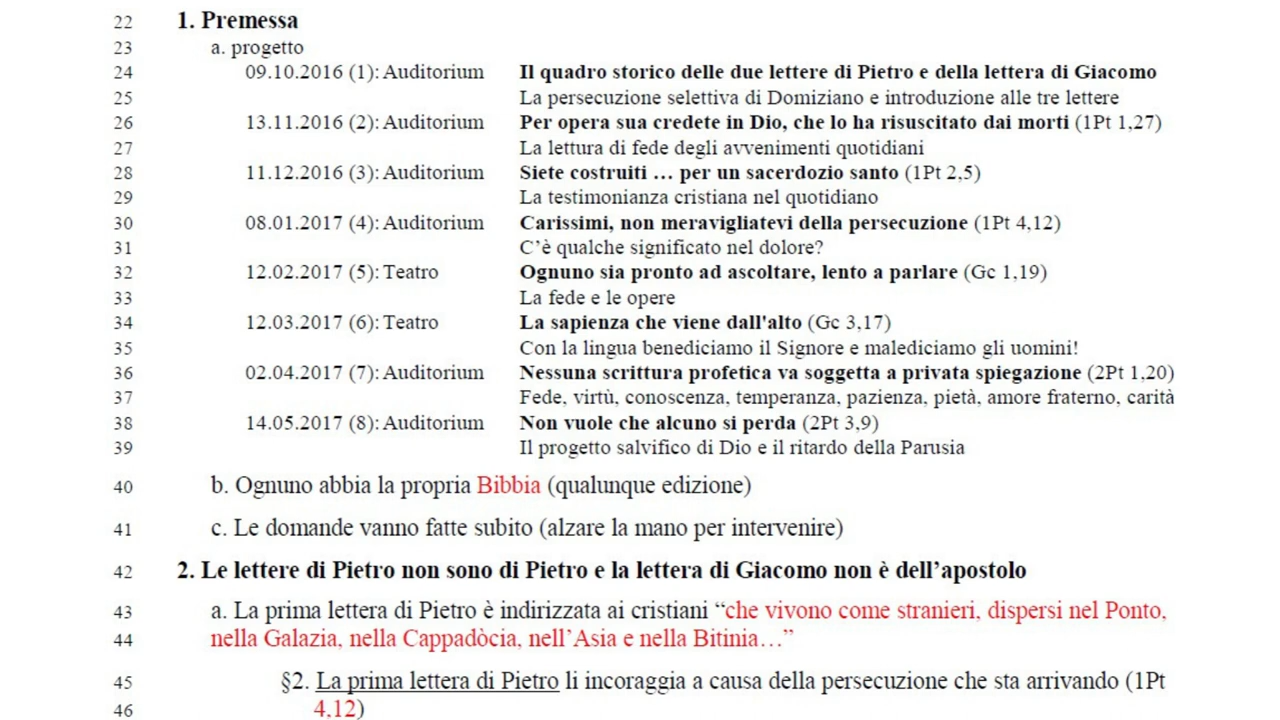 22 1. Premessa
23 a. progetto
24 09.10.2016 (1): Auditorium Il quadro storico delle due lettere di Pietro e della lettera di Giacomo
25 La persecuzione selettiva di Domiziano e introduzione alle tre lettere
26 13.11.2016 (2): Auditorium Per opera sua credete in Dio, che lo ha risuscitato dai morti (1Pt 1,27)
27 La lettura di fede degli avvenimenti quotidiani
28 11.12.2016 (3): Auditorium Siete costruiti … per un sacerdozio santo (1Pt 2,5)
29 La testimonianza cristiana nel quotidiano
30 08.01.2017 (4): Auditorium Carissimi, non meravigliatevi della persecuzione (1Pt 4,12)
31 C’è qualche significato nel dolore?
32 12.02.2017 (5): Teatro Ognuno sia pronto ad ascoltare, lento a parlare (Gc 1,19)
33 La fede e le opere
34 12.03.2017 (6): Teatro La sapienza che viene dall'alto (Gc 3,17)
35 Con la lingua benediciamo il Signore e malediciamo gli uomini!
36 02.04.2017 (7): Auditorium Nessuna scrittura profetica va soggetta a privata spiegazione (2Pt 1,20)
37 Fede, virtù, conoscenza, temperanza, pazienza, pietà, amore fraterno, carità
38 14.05.2017 (8): Auditorium Non vuole che alcuno si perda (2Pt 3,9)
39 Il progetto salvifico di Dio e il ritardo della Parusia
40 b. Ognuno abbia la propria Bibbia (qualunque edizione)
41 c. Le domande vanno fatte subito (alzare la mano per intervenire)
42 2. Le lettere di Pietro non sono di Pietro e la lettera di Giacomo non è dell’apostolo
43 a. La prima lettera di Pietro è indirizzata ai cristiani “che vivono come stranieri, dispersi nel Ponto,
44 nella Galazia, nella Cappadòcia, nell’Asia e nella Bitinia…”
45 §2. La prima lettera di Pietro li incoraggia a causa della persecuzione che sta arrivando (1Pt
46 4,12)